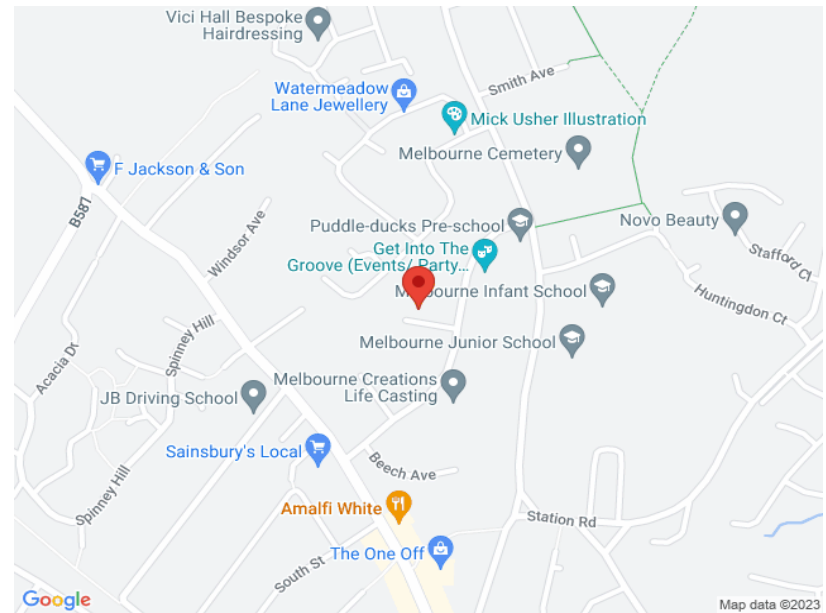 Vici Hall Bespoke
Hairdressing
Smith Ave
Watermeadow
Lane Jewellery
Mick Usher Illustration
Melbourne Cemetery
F Jackson & Son
B587
Windsor Ave
Puddle-ducks Pre-school
Novo Beauty
Get Into The
Groove (Events/ Party...
Stafford Cl
Melbourne Infant School
Huntingdon Ct
Spinney Hill
Acacia Dr
Melbourne Junior School
Melbourne Creations
Life Casting
JB Driving School
Sainsbury's Local
Beech Ave
Spinney Hill
Amalfi White
Station Rd
The One Off
South St
Google
Map data ©2023